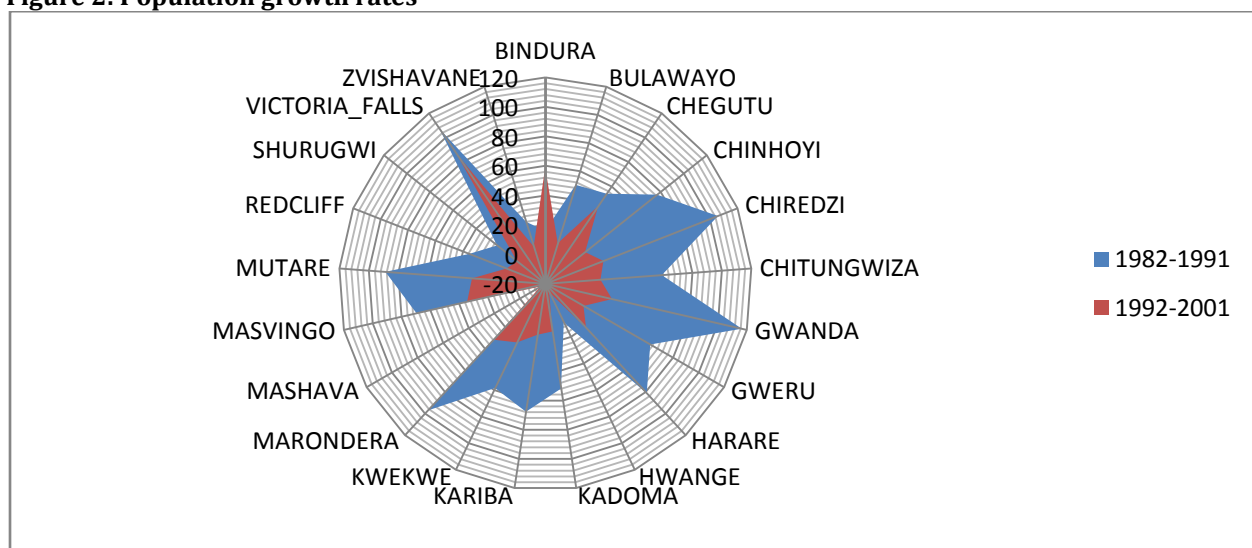 Figure 2: Population growth rates
BINDURA
BULAWAYO
CHEGUTU
CHINHOYI
CHIREDZI
CHITUNGWIZA
GWANDA
GWERU
HARARE
HWANGE
KADOMA
KARIBA
KWEKWE
MARONDERA
MASHAVA
MASVINGO
MUTARE
REDCLIFF
SHURUGWI
VICTORIA_FALLS
ZVISHAVANE
120
100
80
60
40
20
0
-20
1982-1991
1992-2001